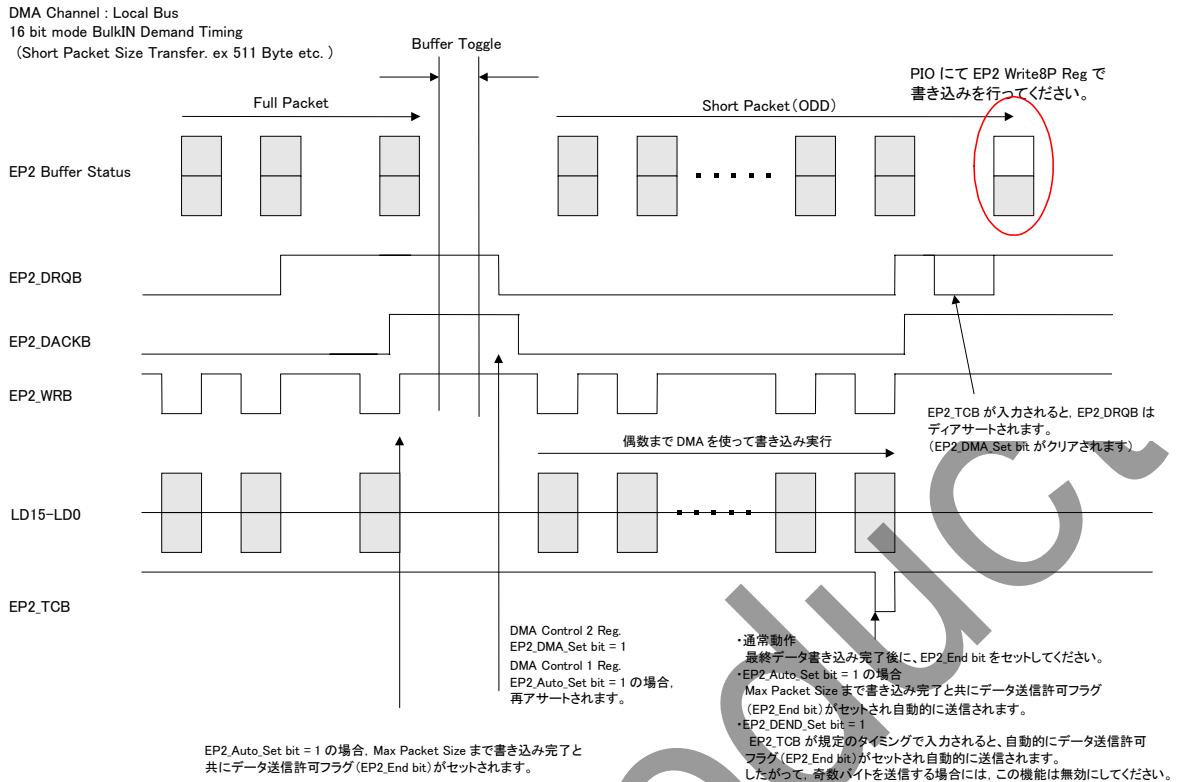 DMA Channel : Local Bus
16 bit mode BulkIN Demand Timing
(Short Packet Size Transfer. ex 511 Byte etc. )
Buffer Toggle
PIO にて EP2 Write8P Reg で
書き込みを行ってください。
Full Packet
Short Packet(ODD)
EP2 Buffer Status
EP2_DRQB
EP2_DACKB
EP2_WRB
EP2_TCB が入力されると, EP2_DRQB は
ディアサートされます。
(EP2_DMA_Set bit がクリアされます)
偶数まで DMA を使って書き込み実行
LD15-LD0
EP2_TCB
DMA Control 2 Reg.
EP2_DMA_Set bit = 1
DMA Control 1 Reg.
EP2_Auto_Set bit = 1 の場合,
再アサートされます。
・通常動作
最終データ書き込み完了後に、EP2_End bit をセットしてください。
・EP2_Auto_Set bit = 1 の場合
Max Packet Size まで書き込み完了と共にデータ送信許可フラグ
(EP2_End bit)がセットされ自動的に送信されます。
・EP2_DEND_Set bit = 1
EP2_TCB が規定のタイミングで入力されると、自動的にデータ送信許可
フラグ(EP2_End bit)がセットされ自動的に送信されます。
したがって, 奇数バイトを送信する場合には, この機能は無効にしてください。
EP2_Auto_Set bit = 1 の場合, Max Packet Size まで書き込み完了と
共にデータ送信許可フラグ(EP2_End bit)がセットされます。